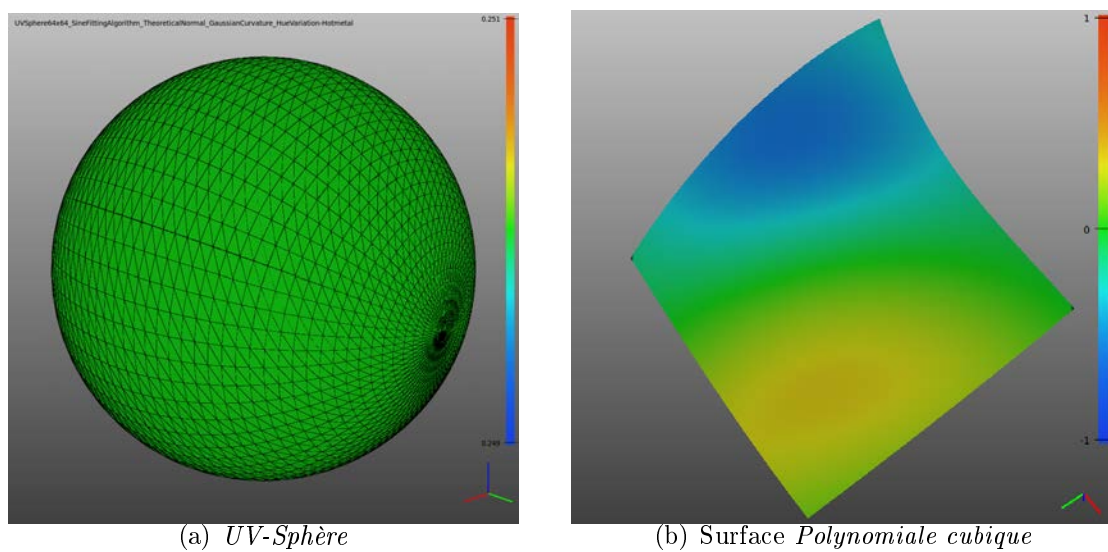 UVSphere64x64_SineFittingAlgorithm_TheoreticalNormal_GaussianCurvature_HueVariation-Hotmetal
0.251
0.249
1
0
-1
(a) UV-Sphère
(b) Surface Polynomiale cubique